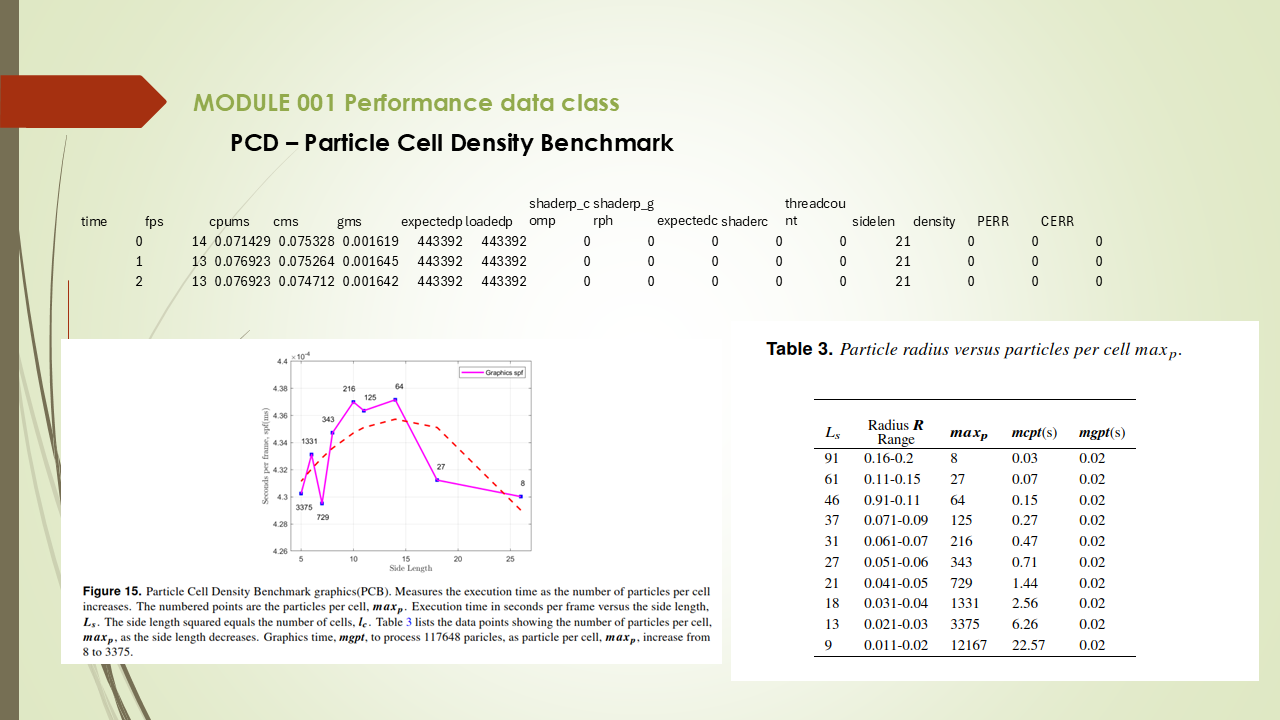 MODULE 001 Performance data class
PCD – Particle Cell Density Benchmark
time fps cpums cms gms expectedp loadedp shaderp_comp shaderp_grph expectedc shaderc threadcount sidelen density PERR CERR
0 14 0.071429 0.075328 0.001619 443392 443392 0 0 0 0 0 21 0 0 0
1 13 0.076923 0.075264 0.001645 443392 443392 0 0 0 0 0 21 0 0 0
2 13 0.076923 0.074712 0.001642 443392 443392 0 0 0 0 0 21 0 0 0
×10⁻⁴
4.4
4.38
4.36
4.34
4.32
4.3
4.28
4.26
Seconds per frame, spf(ms)
Graphics spf
3375
1331
729
343
216
125
64
27
8
5 10 15 20 25
Side Length
Figure 15. Particle Cell Density Benchmark graphics(PCB). Measures the execution time as the number of particles per cell
increases. The numbered points are the particles per cell, maxₚ. Execution time in seconds per frame versus the side length,
Lₛ. The side length squared equals the number of cells, l꜀. Table 3 lists the data points showing the number of particles per cell,
maxₚ, as the side length decreases. Graphics time, mgpt, to process 117648 paricles, as particle per cell, maxₚ, increase from
8 to 3375.
Table 3. Particle radius versus particles per cell maxₚ.
Lₛ Radius R Range maxₚ mcpt(s) mgpt(s)
91 0.16-0.2 8 0.03 0.02
61 0.11-0.15 27 0.07 0.02
46 0.91-0.11 64 0.15 0.02
37 0.071-0.09 125 0.27 0.02
31 0.061-0.07 216 0.47 0.02
27 0.051-0.06 343 0.71 0.02
21 0.041-0.05 729 1.44 0.02
18 0.031-0.04 1331 2.56 0.02
13 0.021-0.03 3375 6.26 0.02
9 0.011-0.02 12167 22.57 0.02